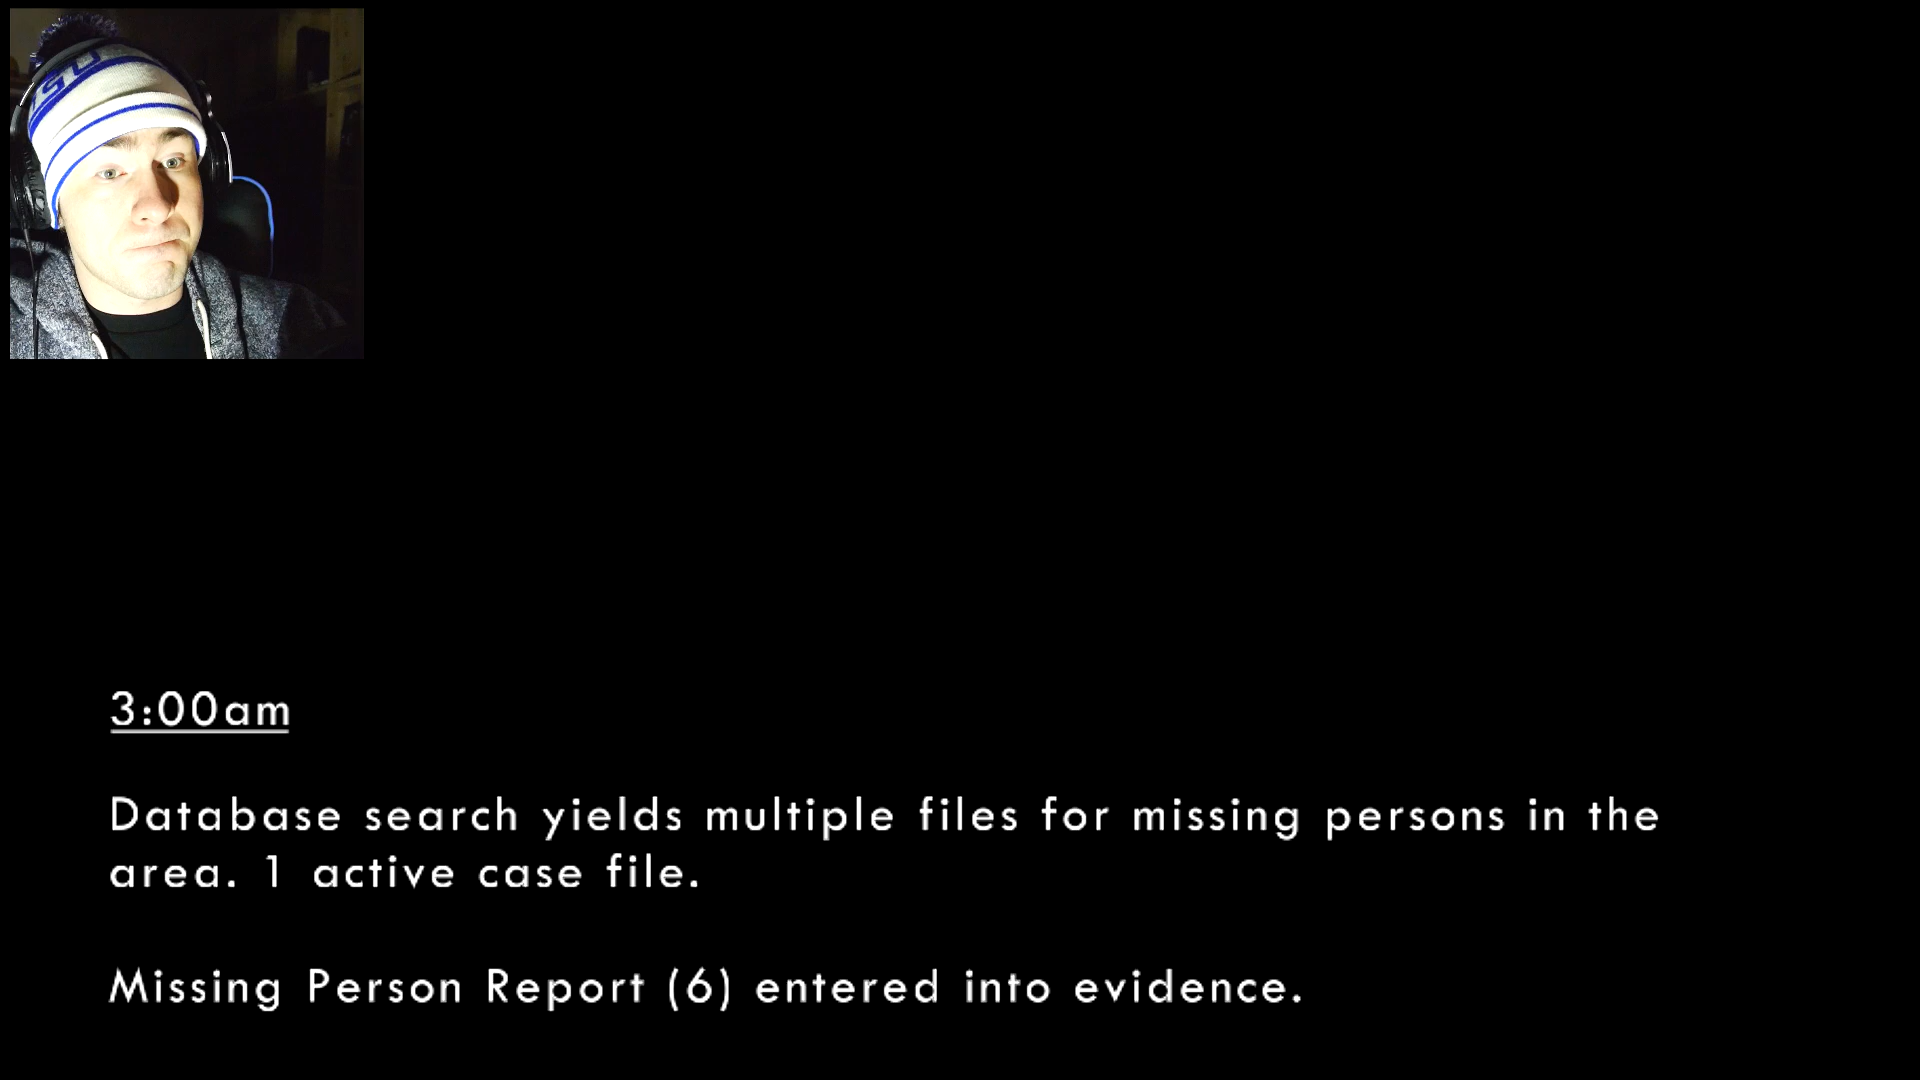 3:00am
Database search yields multiple files for missing persons in the
area. 1 active case file.
Missing Person Report (6) entered into evidence.